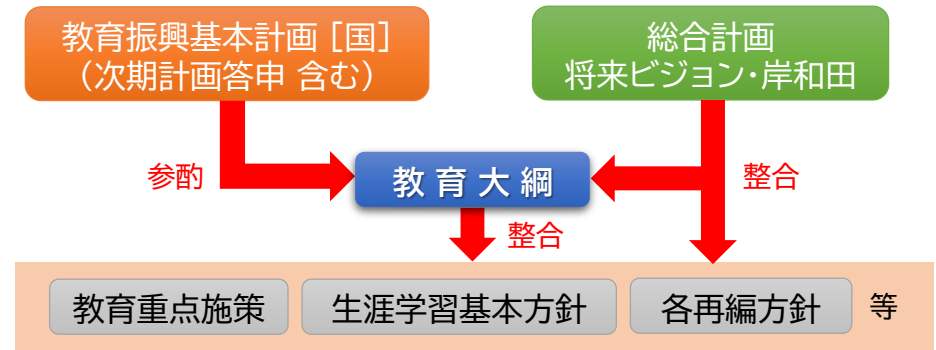 教育振興基本計画［国］
（次期計画答申 含む）
総合計画
将来ビジョン・岸和田
参酌
教育大綱
整合
整合
教育重点施策
生涯学習基本方針
各再編方針
等